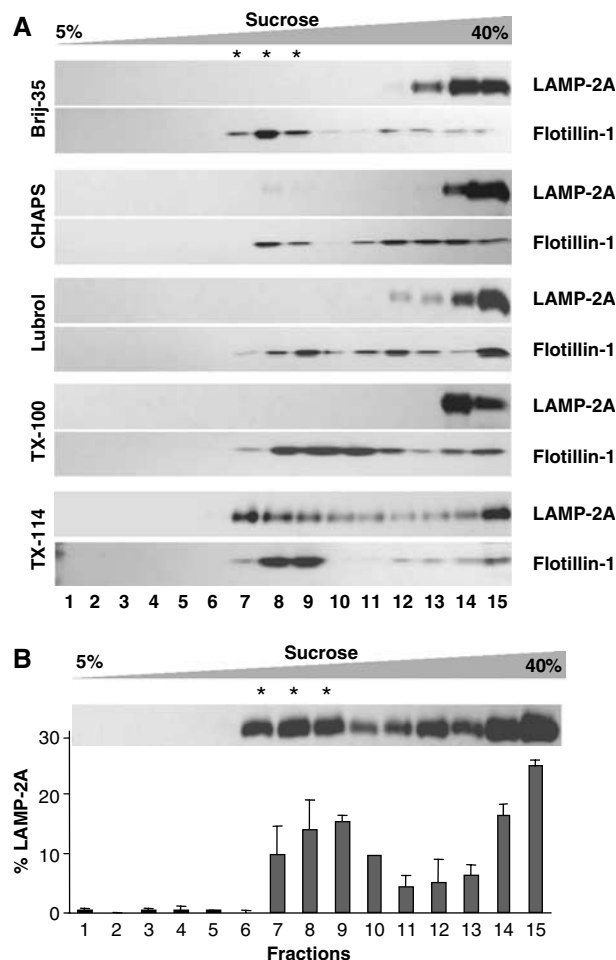 A
Sucrose
5%
40%
* * *
Brij-35
LAMP-2A
Flotillin-1
CHAPS
LAMP-2A
Flotillin-1
Lubrol
LAMP-2A
Flotillin-1
TX-100
LAMP-2A
Flotillin-1
TX-114
LAMP-2A
Flotillin-1
1 2 3 4 5 6 7 8 9 10 11 12 13 14 15
B
Sucrose
5%
40%
* * *
% LAMP-2A
30
20
10
0
1 2 3 4 5 6 7 8 9 10 11 12 13 14 15
Fractions